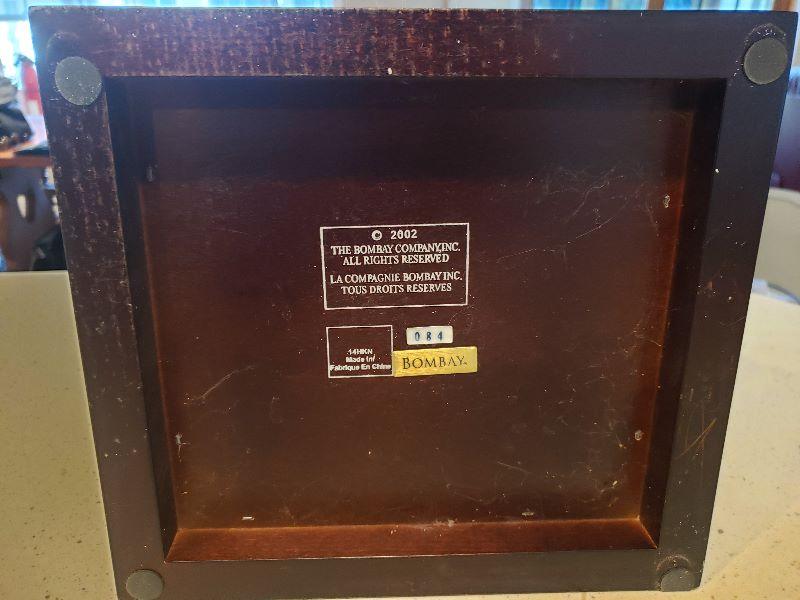 © 2002
THE BOMBAY COMPANY,INC.
ALL RIGHTS RESERVED
LA COMPAGNIE BOMBAY INC.
TOUS DROITS RESERVES
14HKN
Made In/
Fabrique En Chine
084
BOMBAY